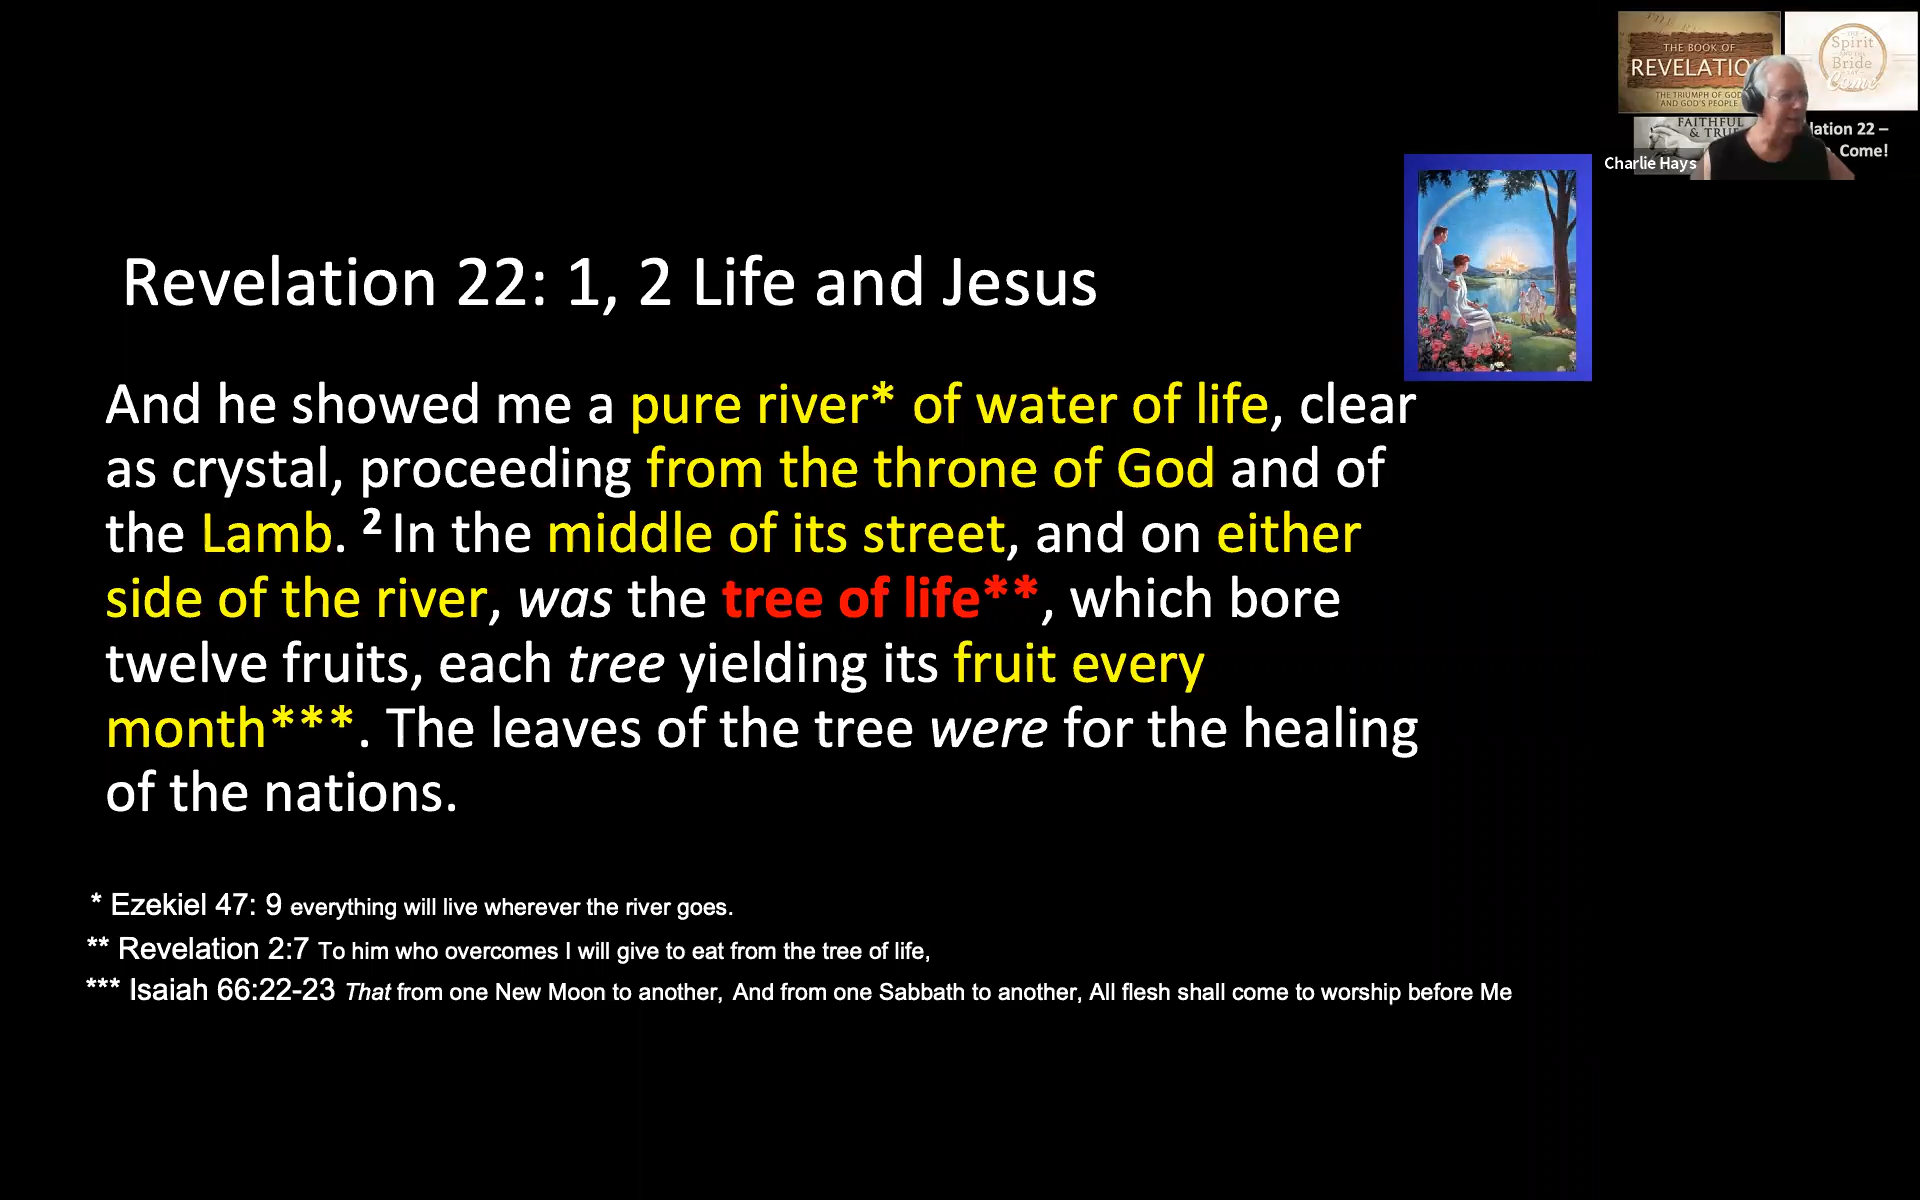 THE BOOK OF
REVELATION
THE TRIUMPH OF GOD
AND GOD'S PEOPLE
THE
Spirit
AND THE
Bride
SAY
Come
FAITHFUL
& TRUE
lation 22 –
Come!
Charlie Hays
Revelation 22: 1, 2 Life and Jesus
And he showed me a pure river* of water of life, clear
as crystal, proceeding from the throne of God and of
the Lamb. ² In the middle of its street, and on either
side of the river, was the tree of life**, which bore
twelve fruits, each tree yielding its fruit every
month***. The leaves of the tree were for the healing
of the nations.
* Ezekiel 47: 9 everything will live wherever the river goes.
** Revelation 2:7 To him who overcomes I will give to eat from the tree of life,
*** Isaiah 66:22-23 That from one New Moon to another, And from one Sabbath to another, All flesh shall come to worship before Me